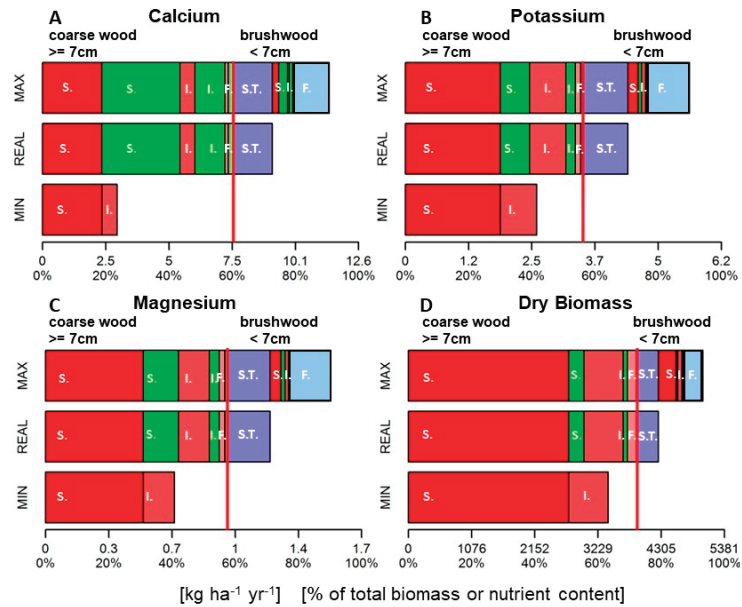 A Calcium
coarse wood
>= 7cm
brushwood
< 7cm
MAX
S. S. I. I. F. S.T. S. I. F.
REAL
S. S. I. I. F. S.T.
MIN
S. I.
0 2.5 5 7.5 10.1 12.6
0% 20% 40% 60% 80% 100%
B Potassium
coarse wood
>= 7cm
brushwood
< 7cm
MAX
S. S. I. I. F. S.T. S. I. F.
REAL
S. S. I. I. F. S.T.
MIN
S. I.
0 1.2 2.5 3.7 5 6.2
0% 20% 40% 60% 80% 100%
C Magnesium
coarse wood
>= 7cm
brushwood
< 7cm
MAX
S. S. I. I. F. S.T. S. I. F.
REAL
S. S. I. I. F. S.T.
MIN
S. I.
0 0.3 0.7 1 1.4 1.7
0% 20% 40% 60% 80% 100%
D Dry Biomass
coarse wood
>= 7cm
brushwood
< 7cm
MAX
S. S. I. I. F. S.T. S. I. F.
REAL
S. S. I. I. F. S.T.
MIN
S. I.
0 1076 2152 3229 4305 5381
0% 20% 40% 60% 80% 100%
[kg ha⁻¹ yr⁻¹] [% of total biomass or nutrient content]